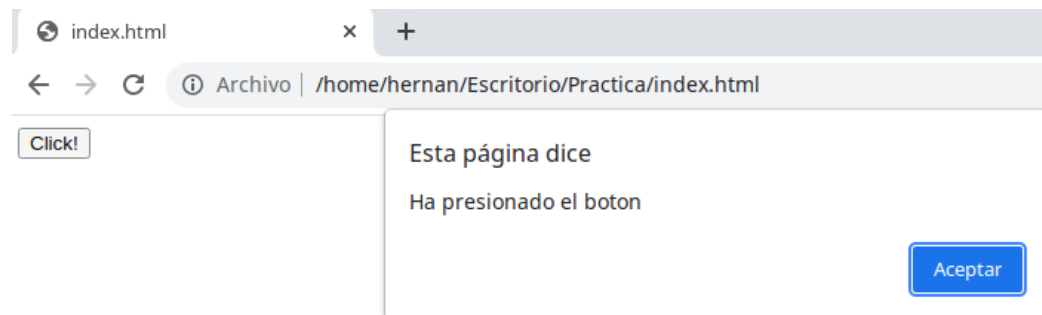 index.html
Archivo | /home/hernan/Escritorio/Practica/index.html
Click!
Esta página dice
Ha presionado el boton
Aceptar